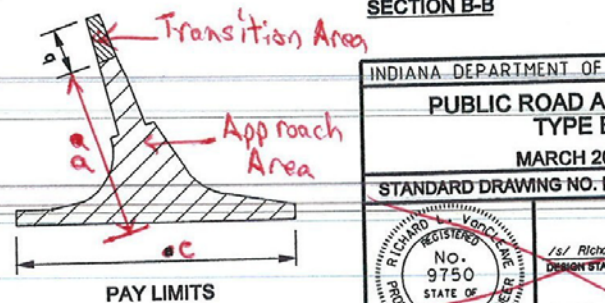 SECTION B-B
Transition Area
b
INDIANA DEPARTMENT OF
PUBLIC ROAD A
TYPE
MARCH 20
STANDARD DRAWING NO.
a
Approach
Area
c
PAY LIMITS
RICHARD L. VANCLEAVE
REGISTERED
No.
9750
STATE OF
/s/ Richa
DESIGN STA